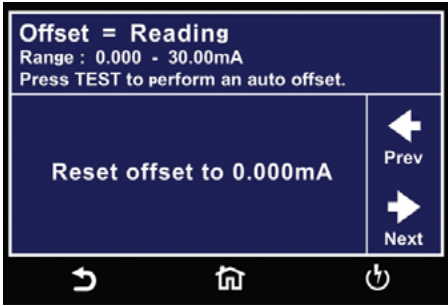 Offset = Reading
Range : 0.000 - 30.00mA
Press TEST to perform an auto offset.
Reset offset to 0.000mA
Prev
Next